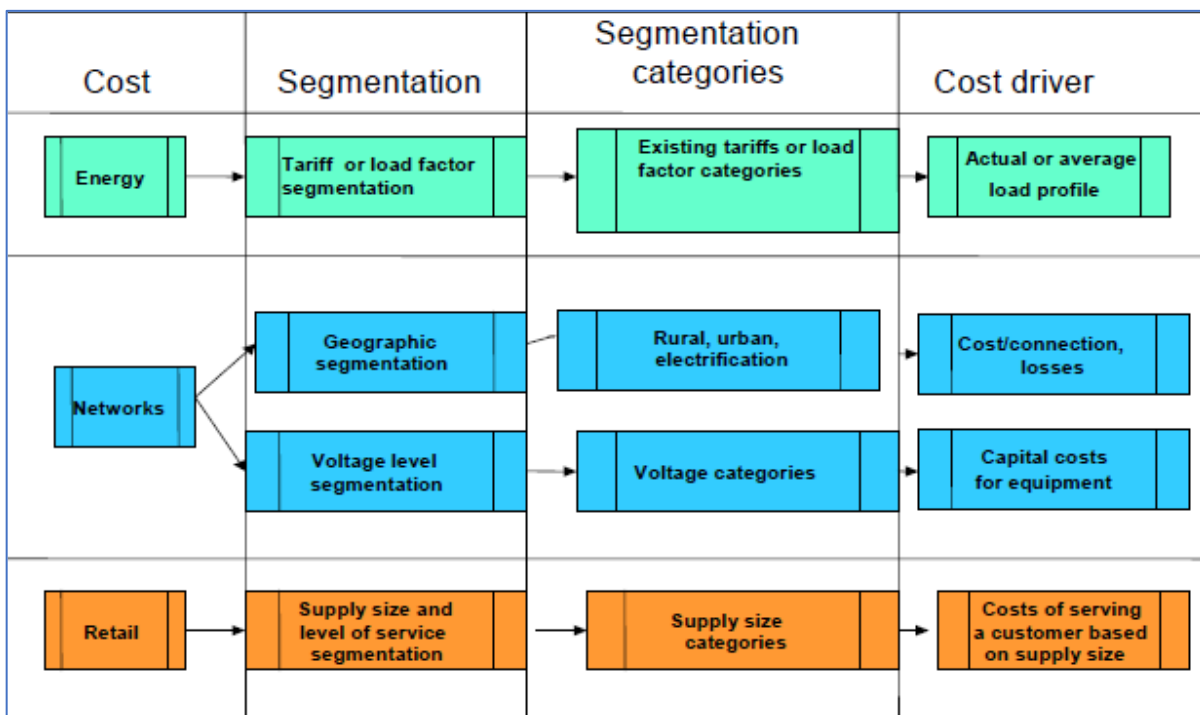 Cost
Segmentation
Segmentation
categories
Cost driver
Energy
Tariff or load factor
segmentation
Existing tariffs or load
factor categories
Actual or average
load profile
Networks
Geographic
segmentation
Rural, urban,
electrification
Cost/connection,
losses
Voltage level
segmentation
Voltage categories
Capital costs
for equipment
Retail
Supply size and
level of service
segmentation
Supply size
categories
Costs of serving
a customer based
on supply size